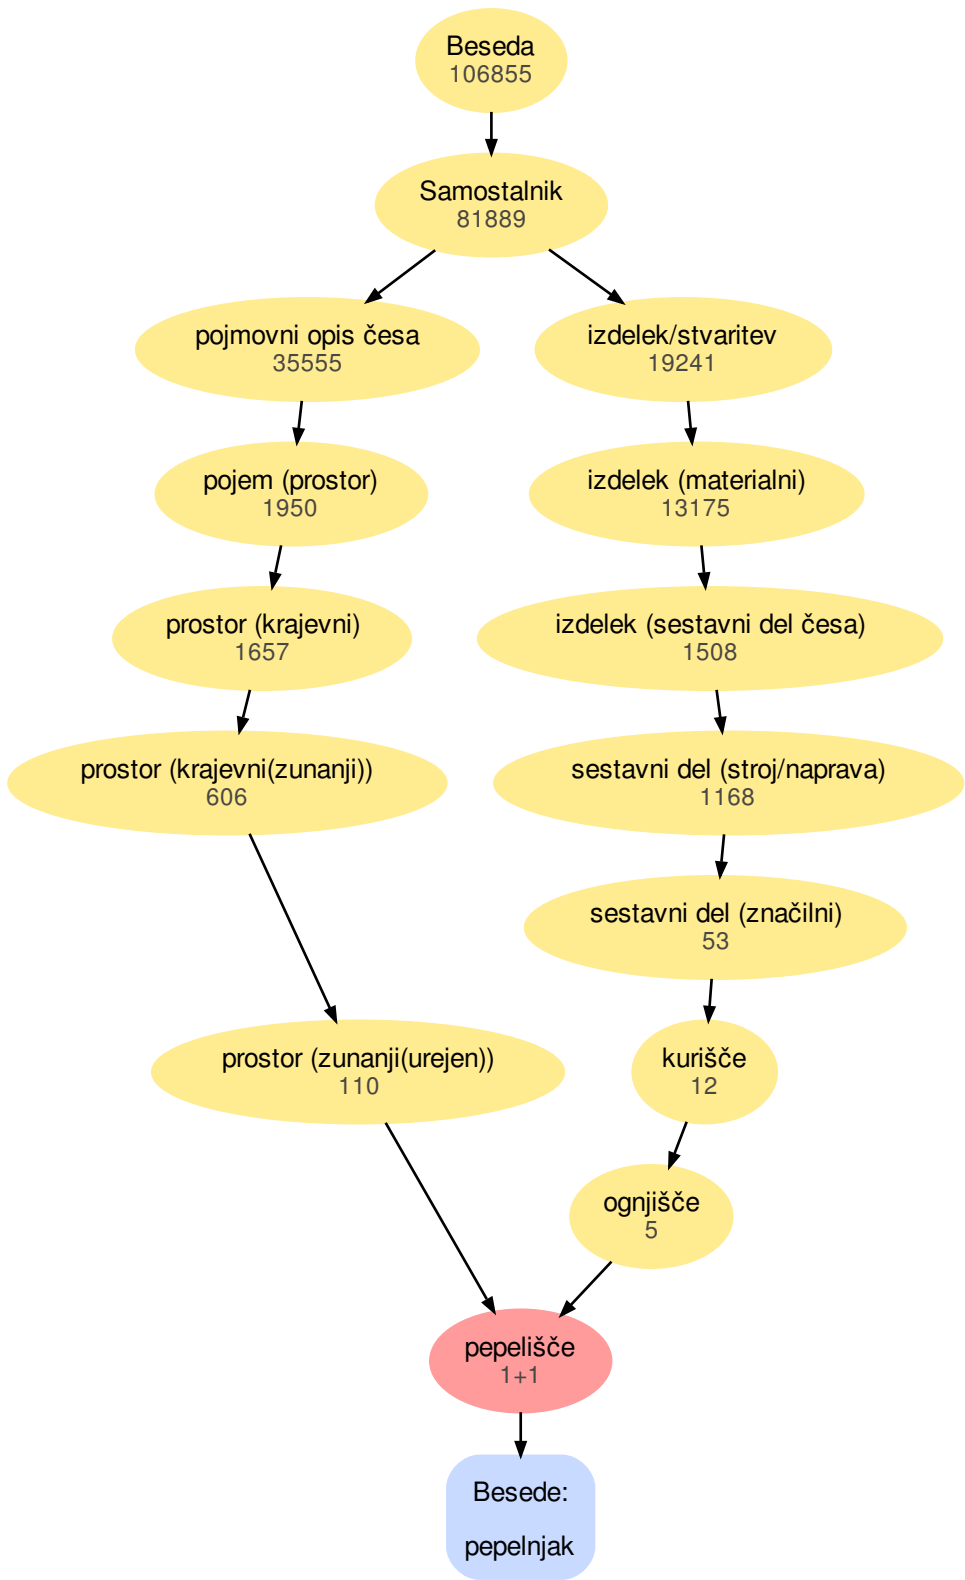 Beseda
106855
Samostalnik
81889
pojmovni opis česa
35555
izdelek/stvaritev
19241
pojem (prostor)
1950
izdelek (materialni)
13175
prostor (krajevni)
1657
izdelek (sestavni del česa)
1508
prostor (krajevni(zunanji))
606
sestavni del (stroj/naprava)
1168
sestavni del (značilni)
53
prostor (zunanji(urejen))
110
kurišče
12
ognjišče
5
pepelišče
1+1
Besede:
pepelnjak